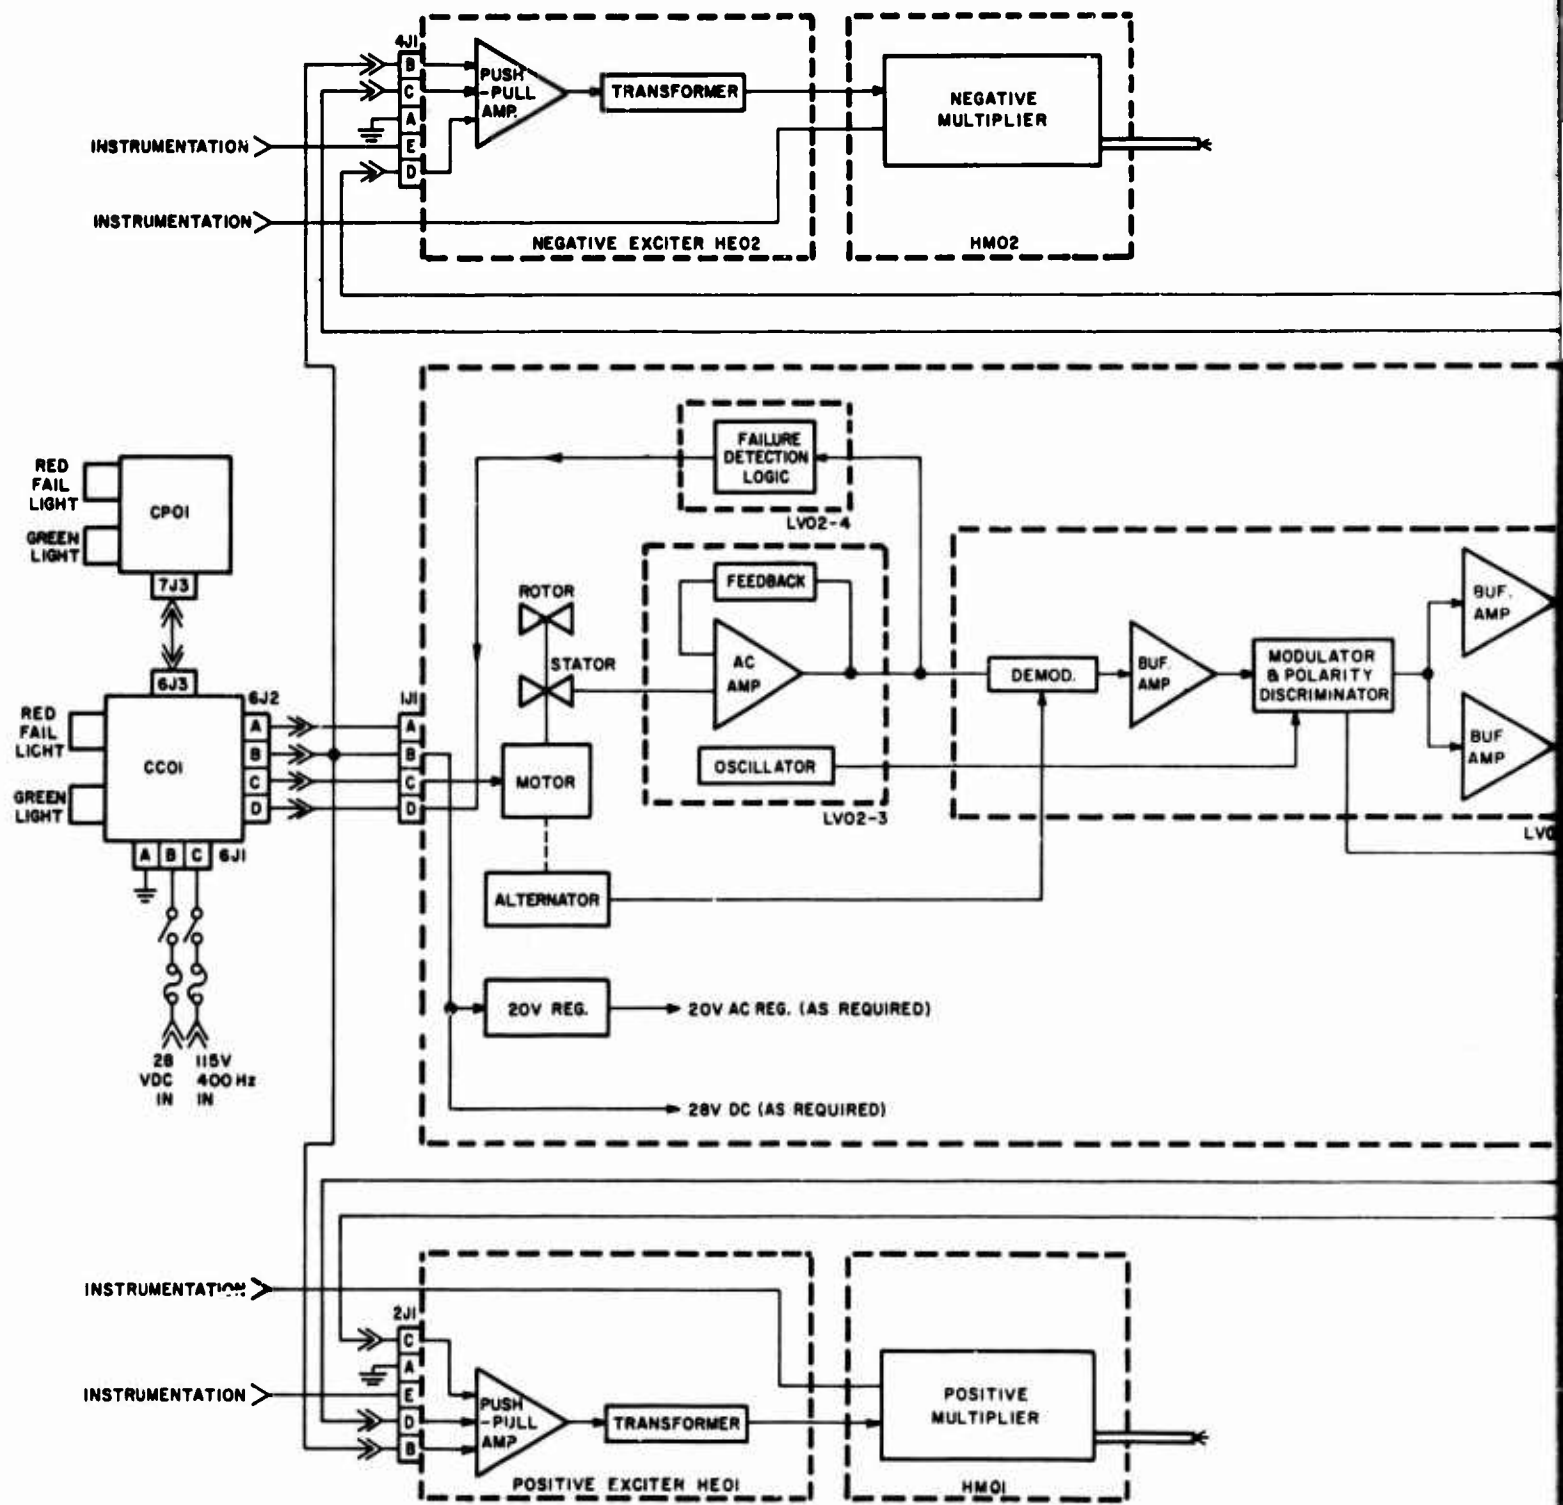 4J1
B
C
A
E
D
PUSH
-PULL
AMP.
TRANSFORMER
NEGATIVE
MULTIPLIER
INSTRUMENTATION
INSTRUMENTATION
NEGATIVE EXCITER HE02
HM02
RED
FAIL
LIGHT
GREEN
LIGHT
CP01
7J3
FAILURE
DETECTION
LOGIC
LV02-4
ROTOR
STATOR
FEEDBACK
AC
AMP
OSCILLATOR
LV02-3
DEMOD.
BUF.
AMP
MODULATOR
& POLARITY
DISCRIMINATOR
BUF.
AMP
BUF
AMP
6J3
6J2
RED
FAIL
LIGHT
GREEN
LIGHT
CC01
A
B
C
D
1J1
A
B
C
D
MOTOR
A B C 6J1
ALTERNATOR
28
VDC
IN
115V
400 Hz
IN
20V REG.
20V AC REG. (AS REQUIRED)
28V DC (AS REQUIRED)
INSTRUMENTATION
2J1
C
A
E
D
B
INSTRUMENTATION
PUSH
-PULL
AMP
TRANSFORMER
POSITIVE
MULTIPLIER
POSITIVE EXCITER HE01
HM01